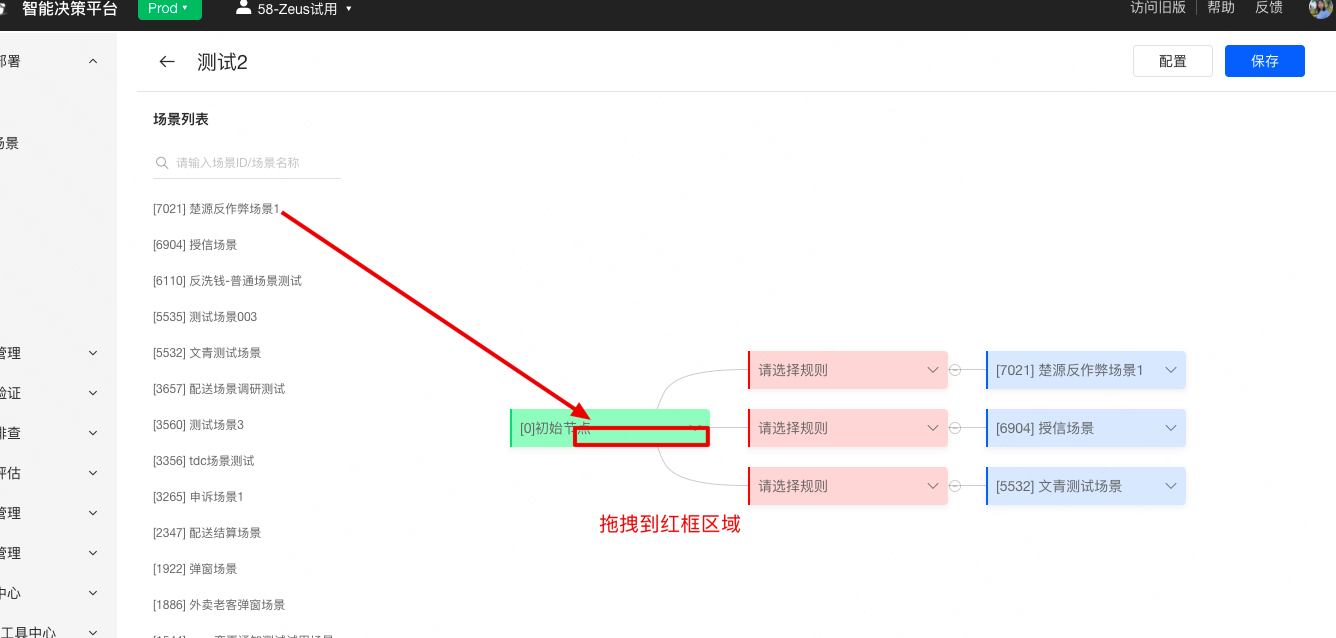 智能决策平台 Prod 58-Zeus试用 访问旧版 帮助 反馈
部署
测试2 配置 保存
场景列表
场景
请输入场景ID/场景名称
[7021] 楚源反作弊场景1
[6904] 授信场景
[6110] 反洗钱-普通场景测试
[5535] 测试场景003
管理
[5532] 文青测试场景
[3657] 配送场景调研测试
验证
[3560] 测试场景3
排查
[3356] tdc场景测试
评估
[3265] 申诉场景1
管理
[2347] 配送结算场景
管理
[1922] 弹窗场景
中心
[1886] 外卖老客弹窗场景
工具中心
请选择规则 [7021] 楚源反作弊场景1
[0]初始节点 请选择规则 [6904] 授信场景
请选择规则 [5532] 文青测试场景
拖拽到红框区域